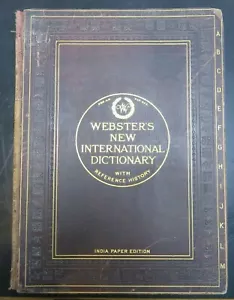 WEBSTER'S
NEW
INTERNATIONAL
DICTIONARY
WITH
REFERENCE HISTORY
INDIA PAPER EDITION
A
B
C
D
E
F
G
H
I
J
K
L
M